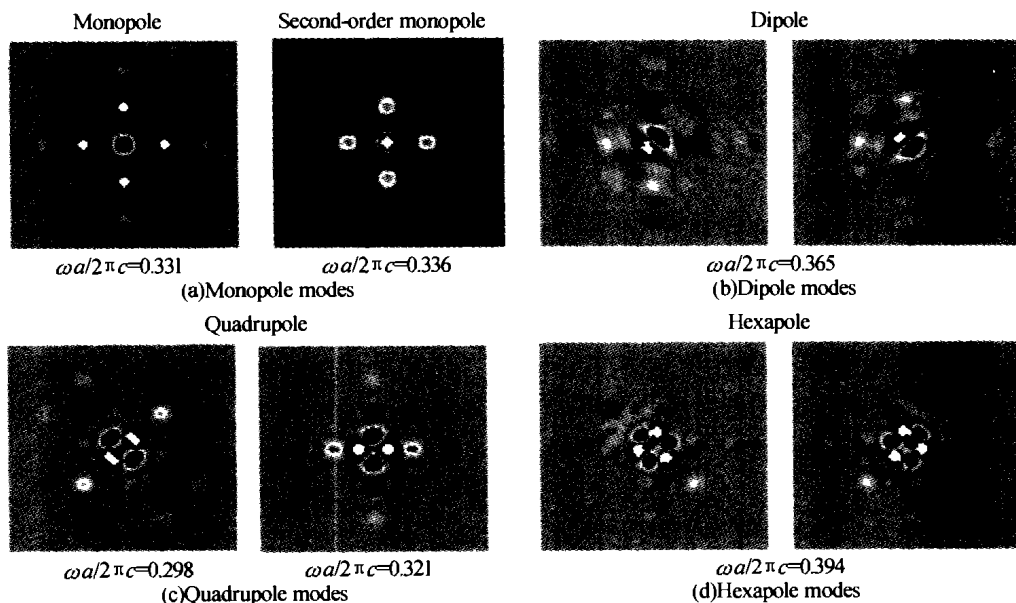 Monopole
Second-order monopole
Dipole
ωa/2πc=0.331
ωa/2πc=0.336
ωa/2πc=0.365
(a)Monopole modes
(b)Dipole modes
Quadrupole
Hexapole
ωa/2πc=0.298
ωa/2πc=0.321
ωa/2πc=0.394
(c)Quadrupole modes
(d)Hexapole modes